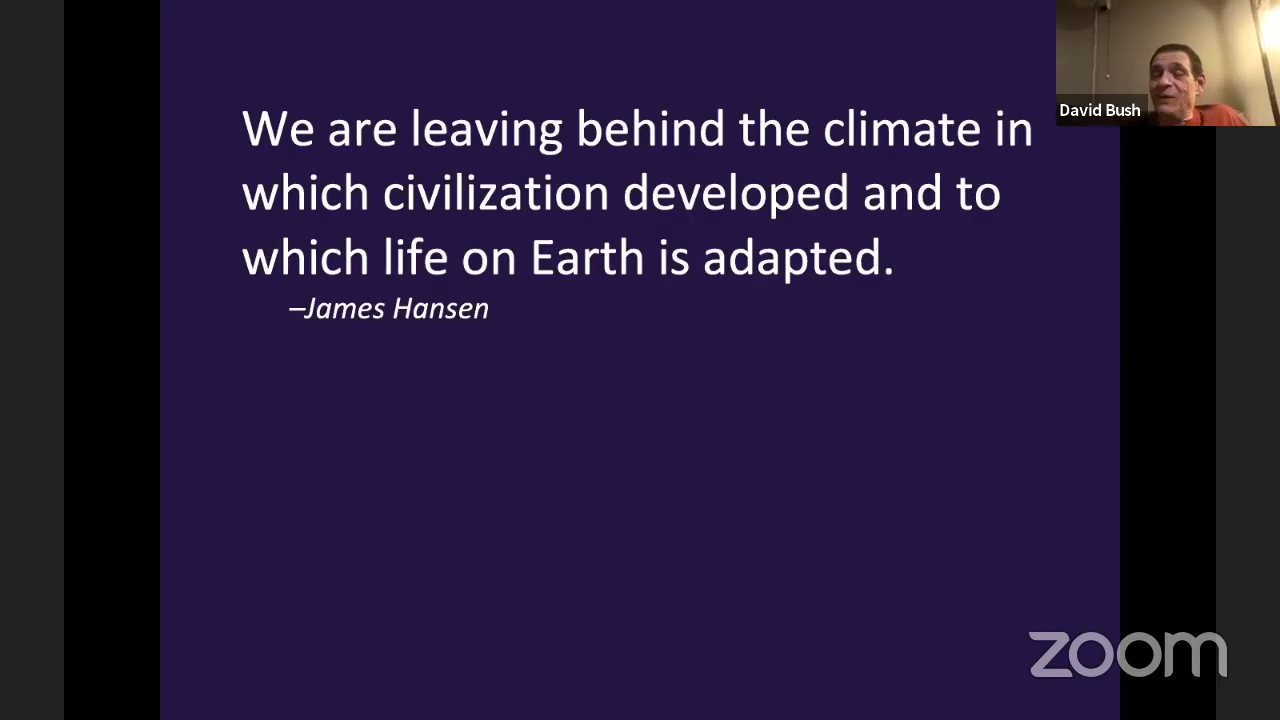 We are leaving behind the climate in
which civilization developed and to
which life on Earth is adapted.
–James Hansen
David Bush
zoom